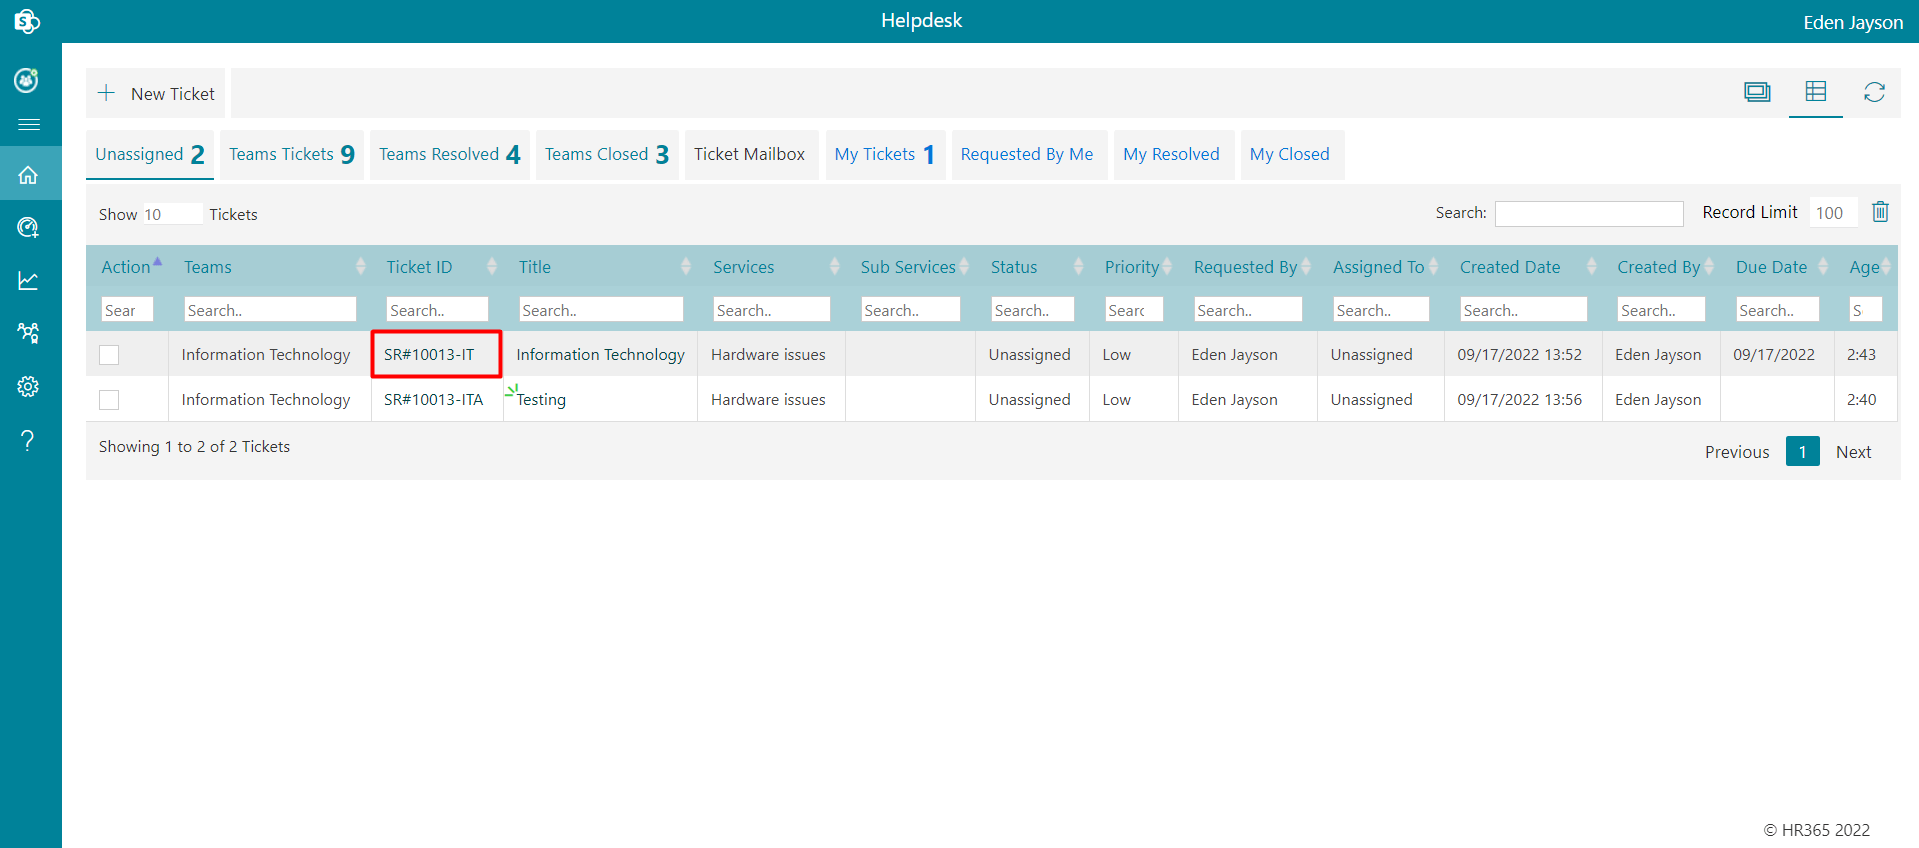 Helpdesk
Eden Jayson
New Ticket
Unassigned 2 Teams Tickets 9 Teams Resolved 4 Teams Closed 3 Ticket Mailbox My Tickets 1 Requested By Me My Resolved My Closed
Show 10 Tickets Search: Record Limit 100
Action Teams Ticket ID Title Services Sub Services Status Priority Requested By Assigned To Created Date Created By Due Date Age
Sear Search.. Search.. Search.. Search.. Search.. Search.. Searc Search.. Search.. Search.. Search.. Search.. S
Information Technology SR#10013-IT Information Technology Hardware issues Unassigned Low Eden Jayson Unassigned 09/17/2022 13:52 Eden Jayson 09/17/2022 2:43
Information Technology SR#10013-ITA Testing Hardware issues Unassigned Low Eden Jayson Unassigned 09/17/2022 13:56 Eden Jayson 2:40
Showing 1 to 2 of 2 Tickets
Previous 1 Next
© HR365 2022